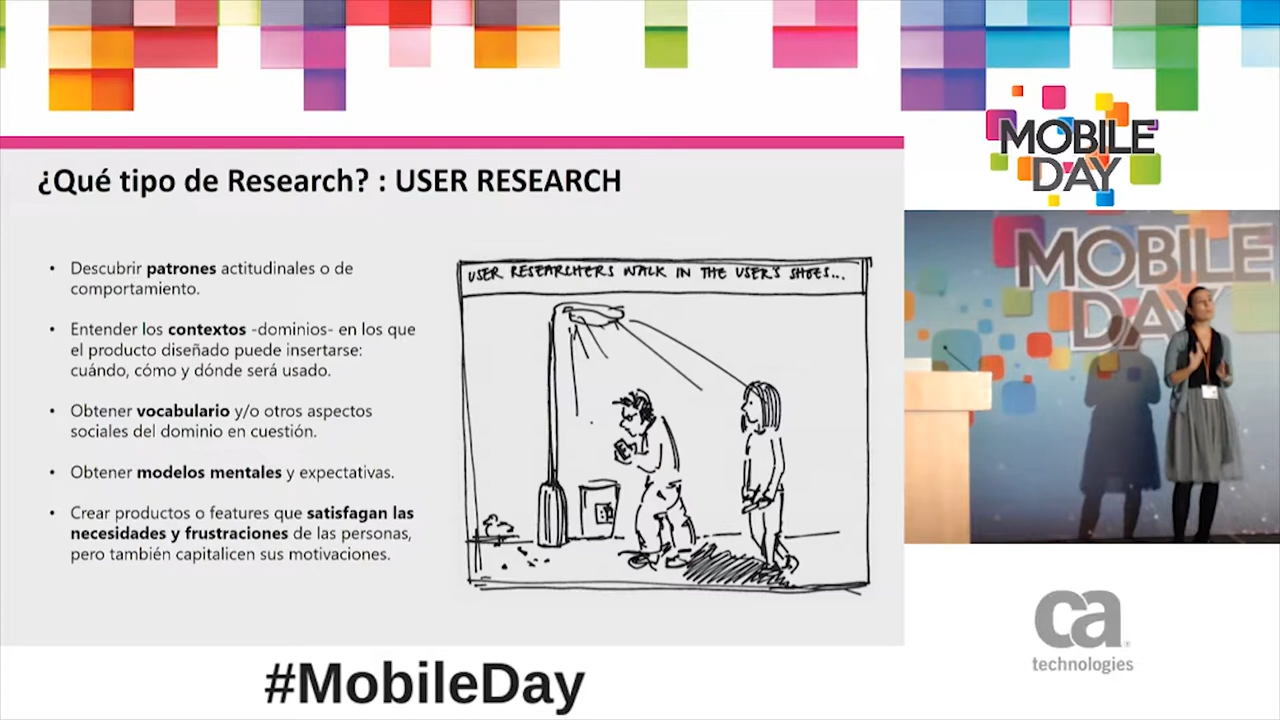 MOBILE
DAY
¿Qué tipo de Research? : USER RESEARCH
• Descubrir patrones actitudinales o de
comportamiento.
• Entender los contextos -dominios- en los que
el producto diseñado puede insertarse:
cuándo, cómo y dónde será usado.
• Obtener vocabulario y/o otros aspectos
sociales del dominio en cuestión.
• Obtener modelos mentales y expectativas.
• Crear productos o features que satisfagan las
necesidades y frustraciones de las personas,
pero también capitalicen sus motivaciones.
USER RESEARCHERS WALK IN THE USER'S SHOES...
MOBILE
DAY
ca
technologies
#MobileDay